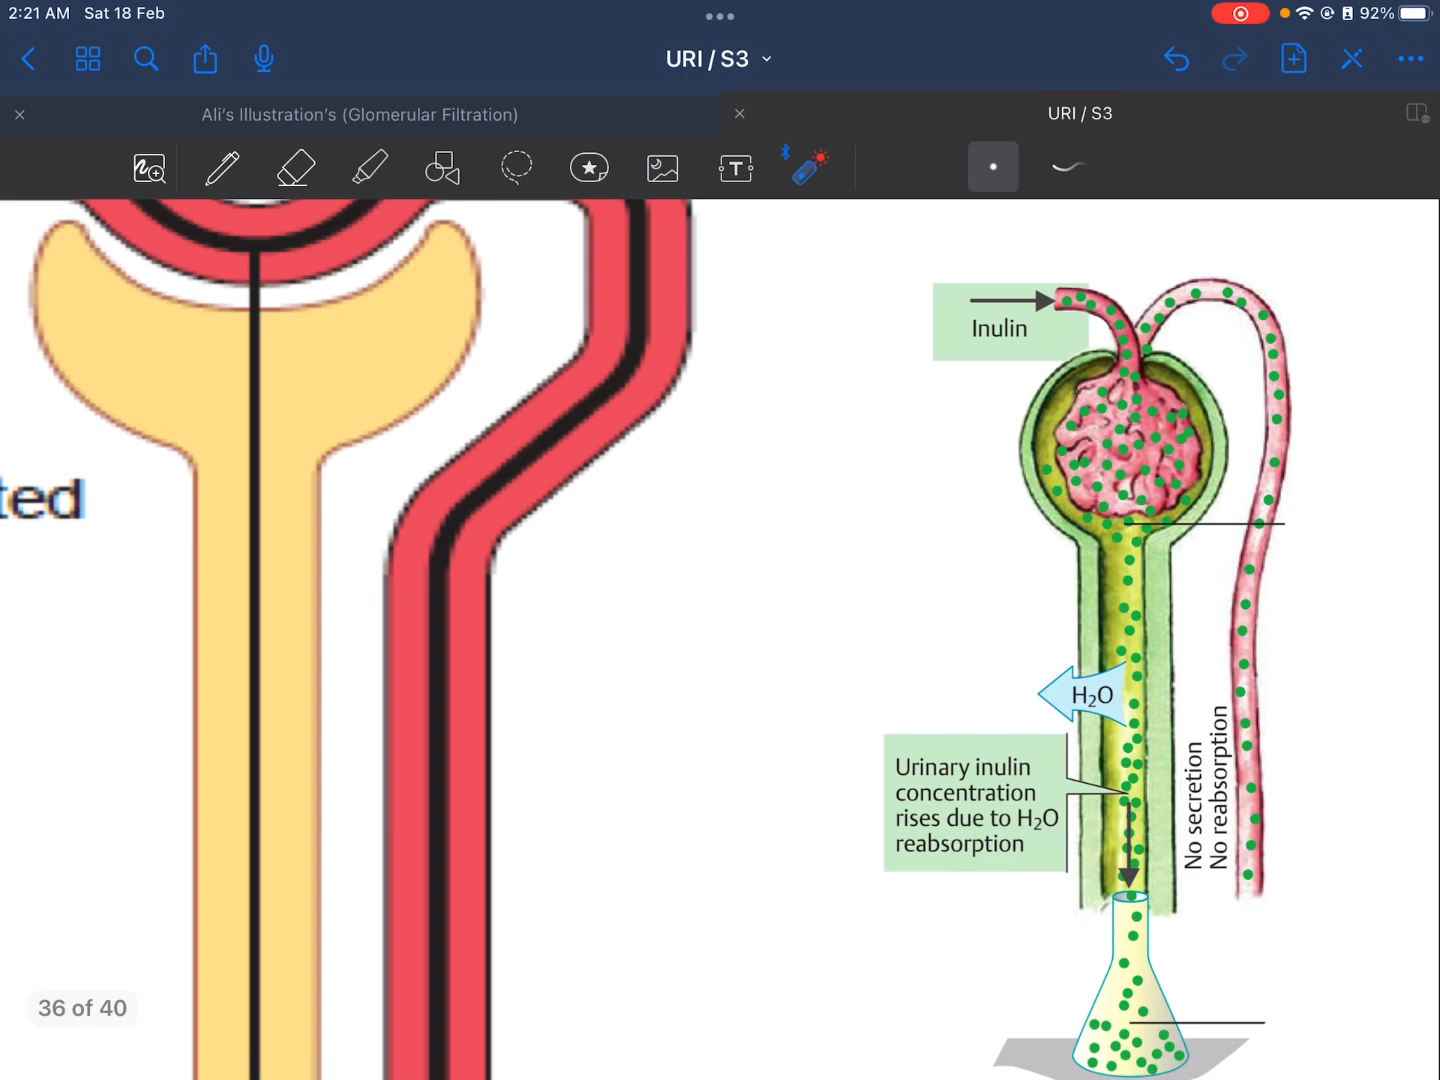 2:21 AM Sat 18 Feb
92%
URI / S3
Ali's Illustration's (Glomerular Filtration)
URI / S3
T
ted
36 of 40
Inulin
H₂O
Urinary inulin
concentration
rises due to H₂O
reabsorption
No secretion
No reabsorption